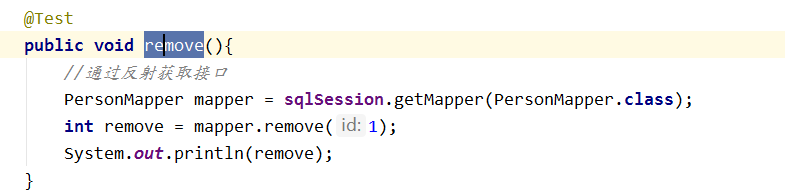 @Test
public void remove(){
//通过反射获取接口
PersonMapper mapper = sqlSession.getMapper(PersonMapper.class);
int remove = mapper.remove( id: 1);
System.out.println(remove);
}